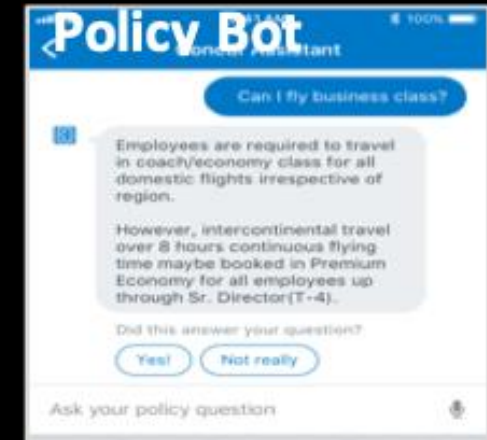 Policy Bot
100%
Assistant
Can I fly business class?
Employees are required to travel
in coach/economy class for all
domestic flights irrespective of
region.
However, intercontinental travel
over 8 hours continuous flying
time maybe booked in Premium
Economy for all employees up
through Sr. Director(T-4).
Did this answer your question?
Yes!
Not really
Ask your policy question